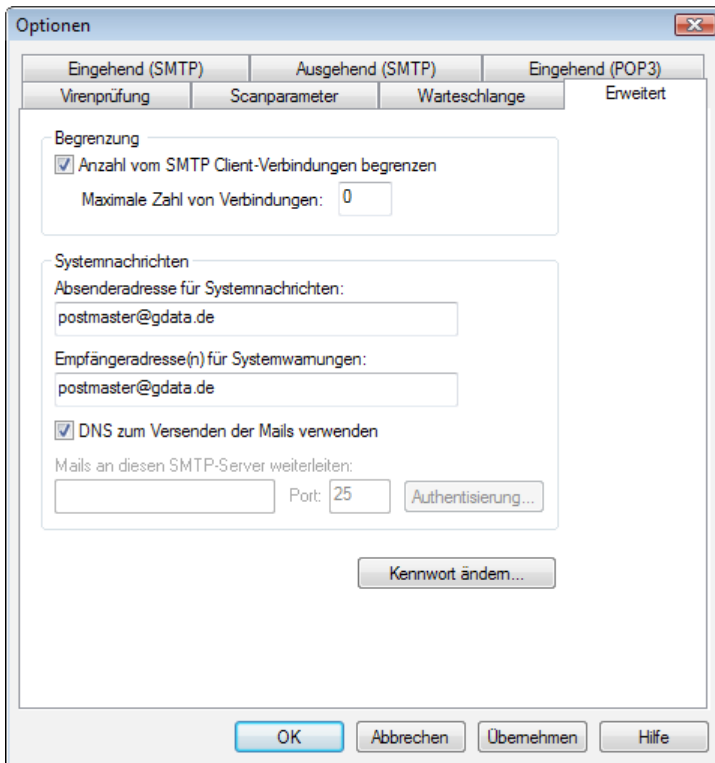 Optionen
Eingehend (SMTP) Ausgehend (SMTP) Eingehend (POP3)
Virenprüfung Scanparameter Warteschlange Erweitert
Begrenzung
Anzahl vom SMTP Client-Verbindungen begrenzen
Maximale Zahl von Verbindungen: 0
Systemnachrichten
Absenderadresse für Systemnachrichten:
postmaster@gdata.de
Empfängeradresse(n) für Systemwarnungen:
postmaster@gdata.de
DNS zum Versenden der Mails verwenden
Mails an diesen SMTP-Server weiterleiten:
Port: 25 Authentisierung...
Kennwort ändern...
OK Abbrechen Übernehmen Hilfe